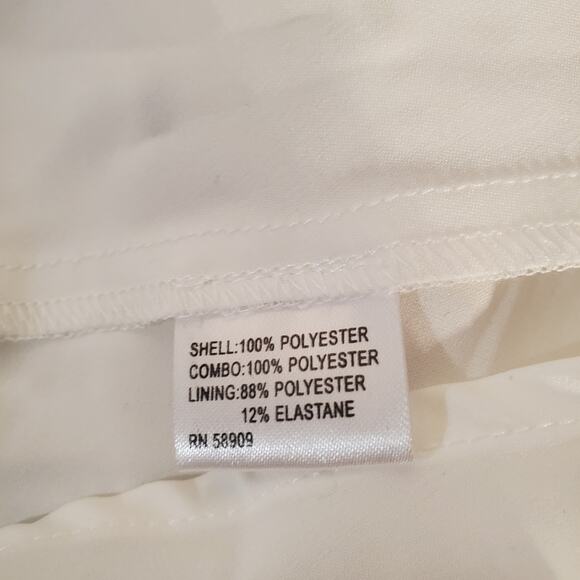 SHELL:100% POLYESTER
COMBO:100% POLYESTER
LINING:88% POLYESTER
12% ELASTANE
RN 58909